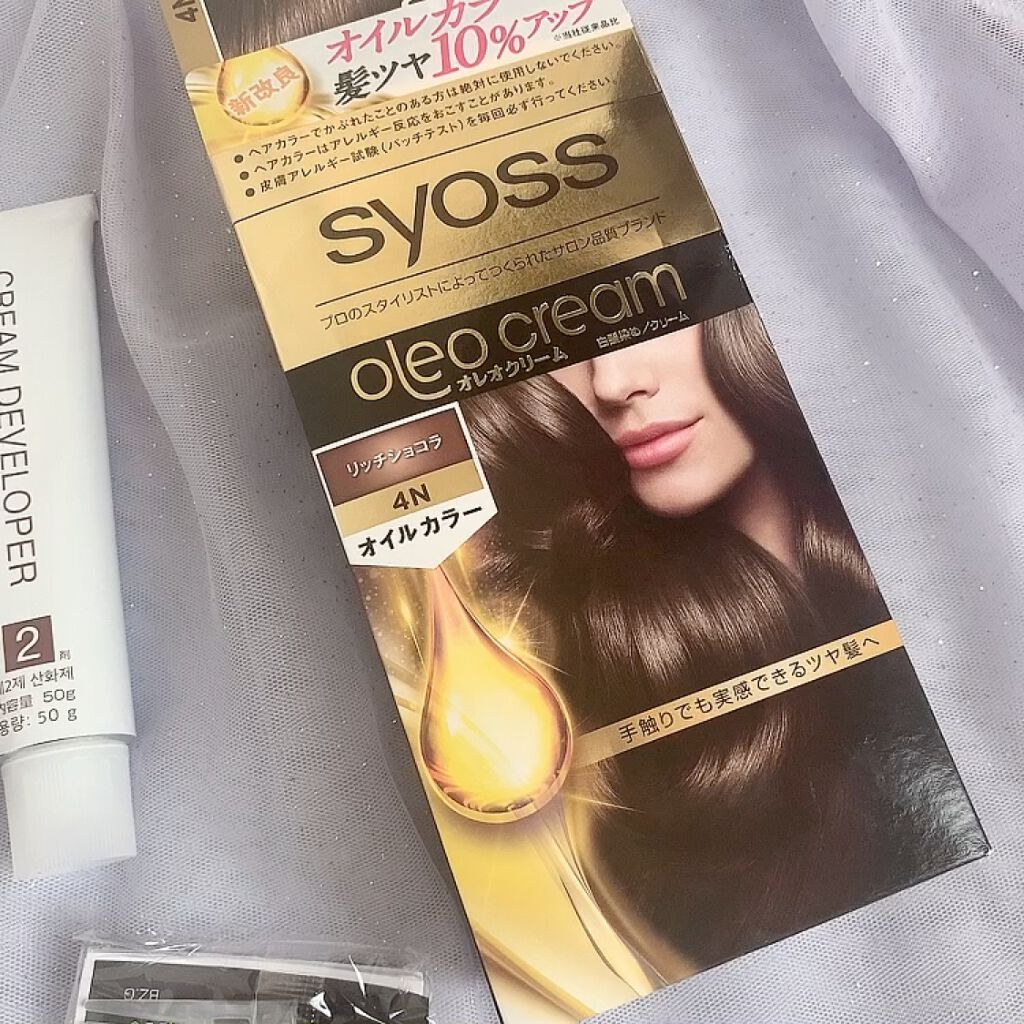 オイルカラー
髪ツヤ10%アップ
※当社従来品比
新改良
● ヘアカラーでかぶれたことのある方は絶対に使用しないでください。
● ヘアカラーはアレルギー反応をおこすことがあります。
● 皮膚アレルギー試験(パッチテスト)を毎回必ず行ってください。
syoss
プロのスタイリストによってつくられたサロン品質ブランド
oleo cream
オレオクリーム 白髪染め/クリーム
リッチショコラ
4N
オイルカラー
手触りでも実感できるツヤ髪へ
CREAM DEVELOPER
2 剤
제2제 산화제
内容量 50g
용량: 50 g